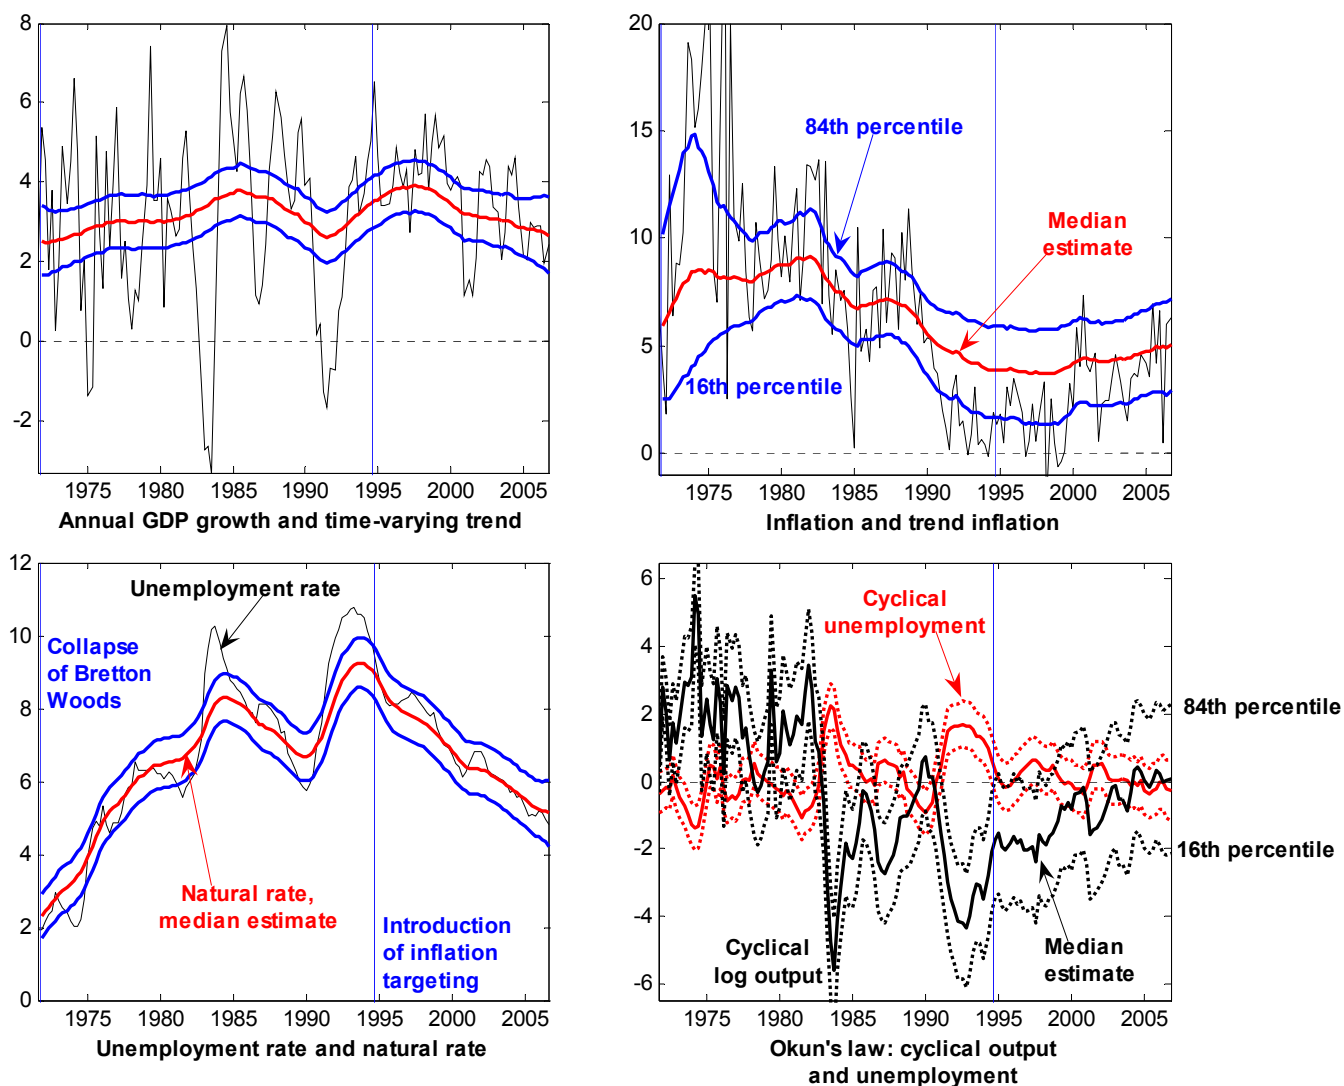 8
6
4
2
0
-2
1975 1980 1985 1990 1995 2000 2005
Annual GDP growth and time-varying trend
20
15
10
5
0
84th percentile
Median
estimate
16th percentile
1975 1980 1985 1990 1995 2000 2005
Inflation and trend inflation
12
10
8
6
4
2
0
Unemployment rate
Collapse
of Bretton
Woods
Natural rate,
median estimate
Introduction
of inflation
targeting
1975 1980 1985 1990 1995 2000 2005
Unemployment rate and natural rate
6
4
2
0
-2
-4
-6
Cyclical
unemployment
84th percentile
16th percentile
Cyclical
log output
Median
estimate
1975 1980 1985 1990 1995 2000 2005
Okun's law: cyclical output
and unemployment